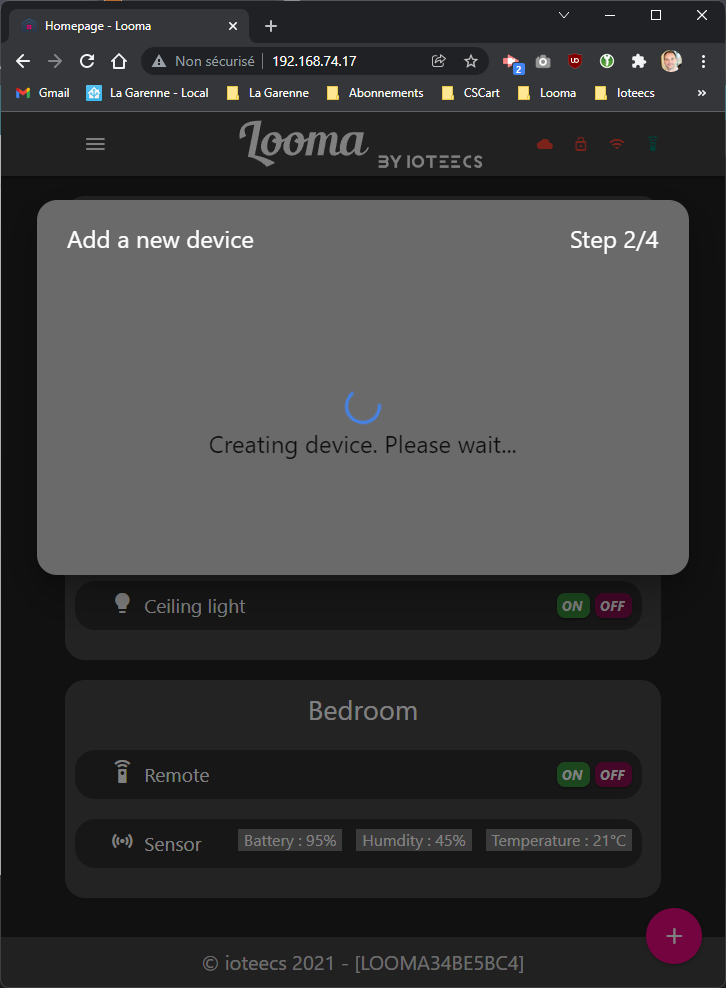 Homepage - Looma
Non sécurisé 192.168.74.17
2 UD
Gmail La Garenne - Local La Garenne Abonnements CSCart Looma Ioteecs »
Looma BY IOTEECS
Add a new device Step 2/4
Creating device. Please wait...
Ceiling light ON OFF
Bedroom
Remote ON OFF
Sensor Battery : 95% Humdity : 45% Temperature : 21°C
© ioteecs 2021 - [LOOMA34BE5BC4]